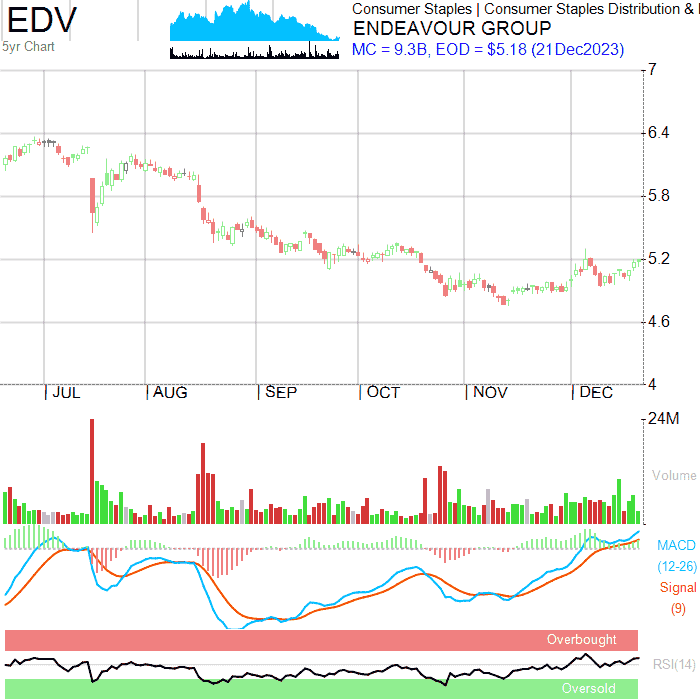 EDV
5yr Chart
Consumer Staples | Consumer Staples Distribution &
ENDEAVOUR GROUP
MC = 9.3B, EOD = $5.18 (21Dec2023)
7
6.4
5.8
5.2
4.6
4
JUL AUG SEP OCT NOV DEC
24M
Volume
MACD
(12-26)
Signal
(9)
Overbought
RSI(14)
Oversold